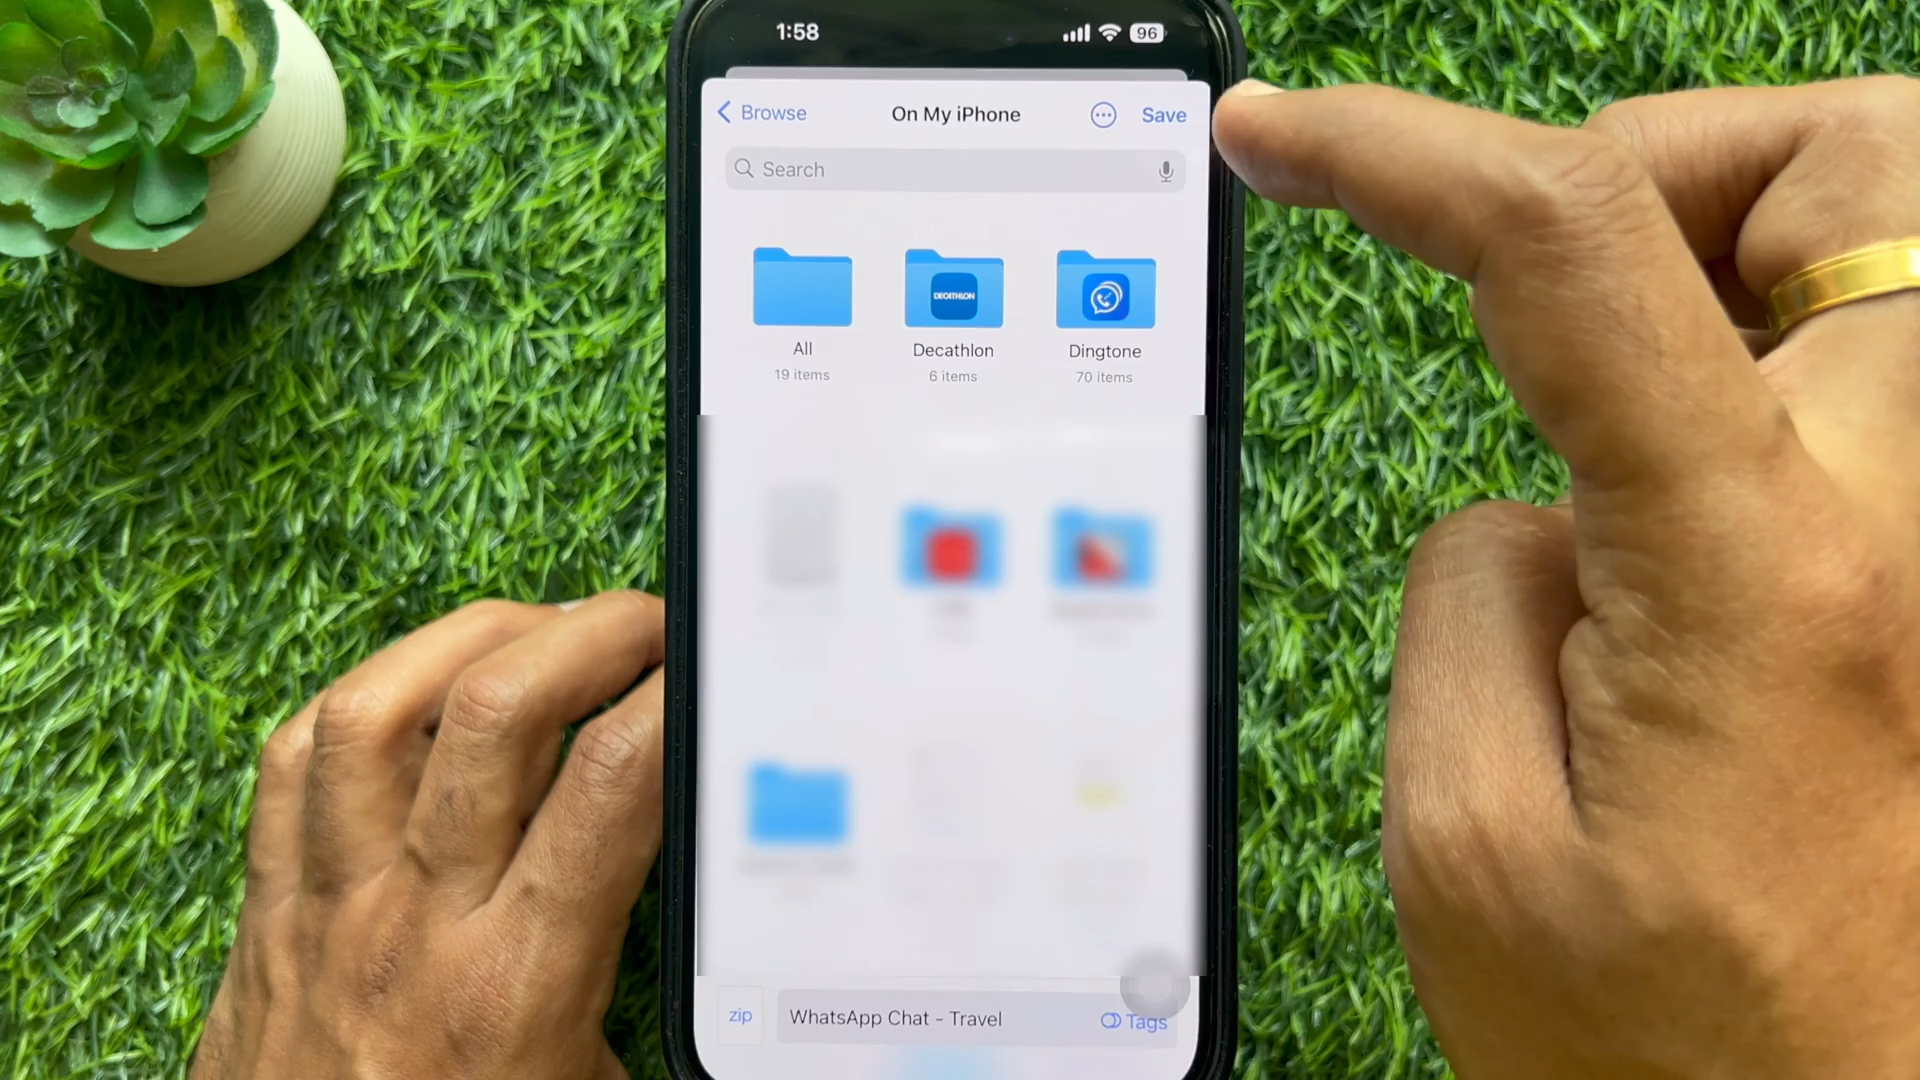 1:58
96
Browse
On My iPhone
Save
Search
DECATHLON
All
Decathlon
Dingtone
19 items
6 items
70 items
zip
WhatsApp Chat - Travel
Tags